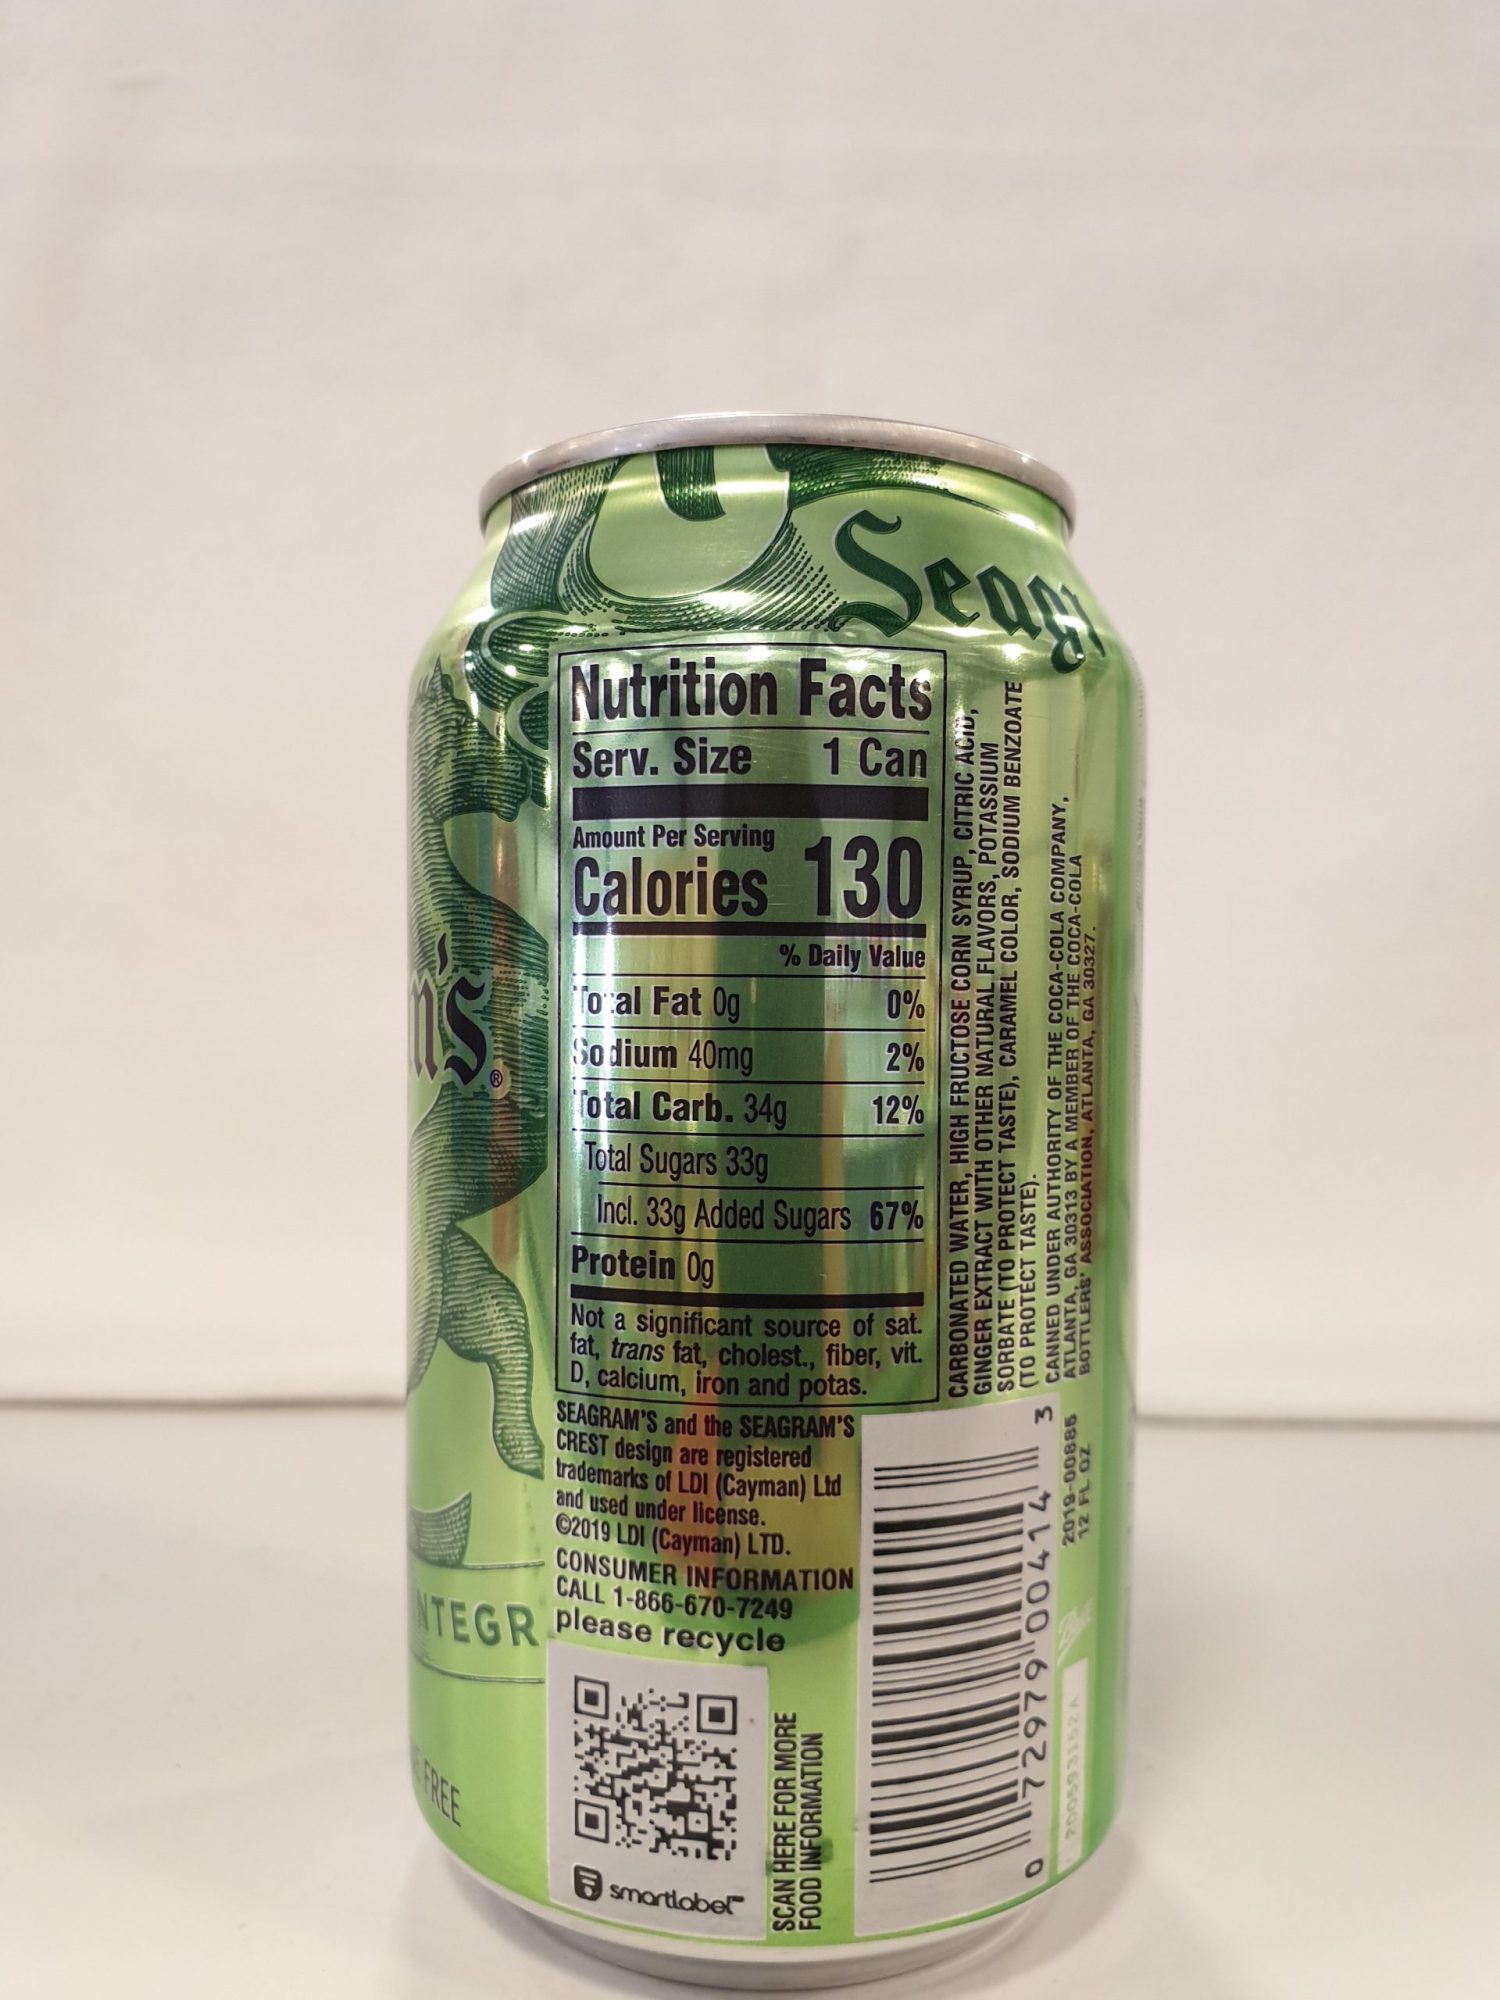 Seagr
m's®
Nutrition Facts
Serv. Size 1 Can
Amount Per Serving
Calories 130
% Daily Value
Total Fat 0g 0%
Sodium 40mg 2%
Total Carb. 34g 12%
Total Sugars 33g
Incl. 33g Added Sugars 67%
Protein 0g
Not a significant source of sat.
fat, trans fat, cholest., fiber, vit.
D, calcium, iron and potas.
CARBONATED WATER, HIGH FRUCTOSE CORN SYRUP, CITRIC ACID,
GINGER EXTRACT WITH OTHER NATURAL FLAVORS, POTASSIUM
SORBATE (TO PROTECT TASTE), CARAMEL COLOR, SODIUM BENZOATE
(TO PROTECT TASTE).
CANNED UNDER AUTHORITY OF THE COCA-COLA COMPANY,
ATLANTA, GA 30313 BY A MEMBER OF THE COCA-COLA
BOTTLERS' ASSOCIATION, ATLANTA, GA 30327.
SEAGRAM'S and the SEAGRAM'S
CREST design are registered
trademarks of LDI (Cayman) Ltd
and used under license.
©2019 LDI (Cayman) LTD.
CONSUMER INFORMATION
CALL 1-866-670-7249
please recycle
NTEGR
FREE
smartlabel™
SCAN HERE FOR MORE
FOOD INFORMATION
0 72979 00414 3
2019-00885
12 FL OZ